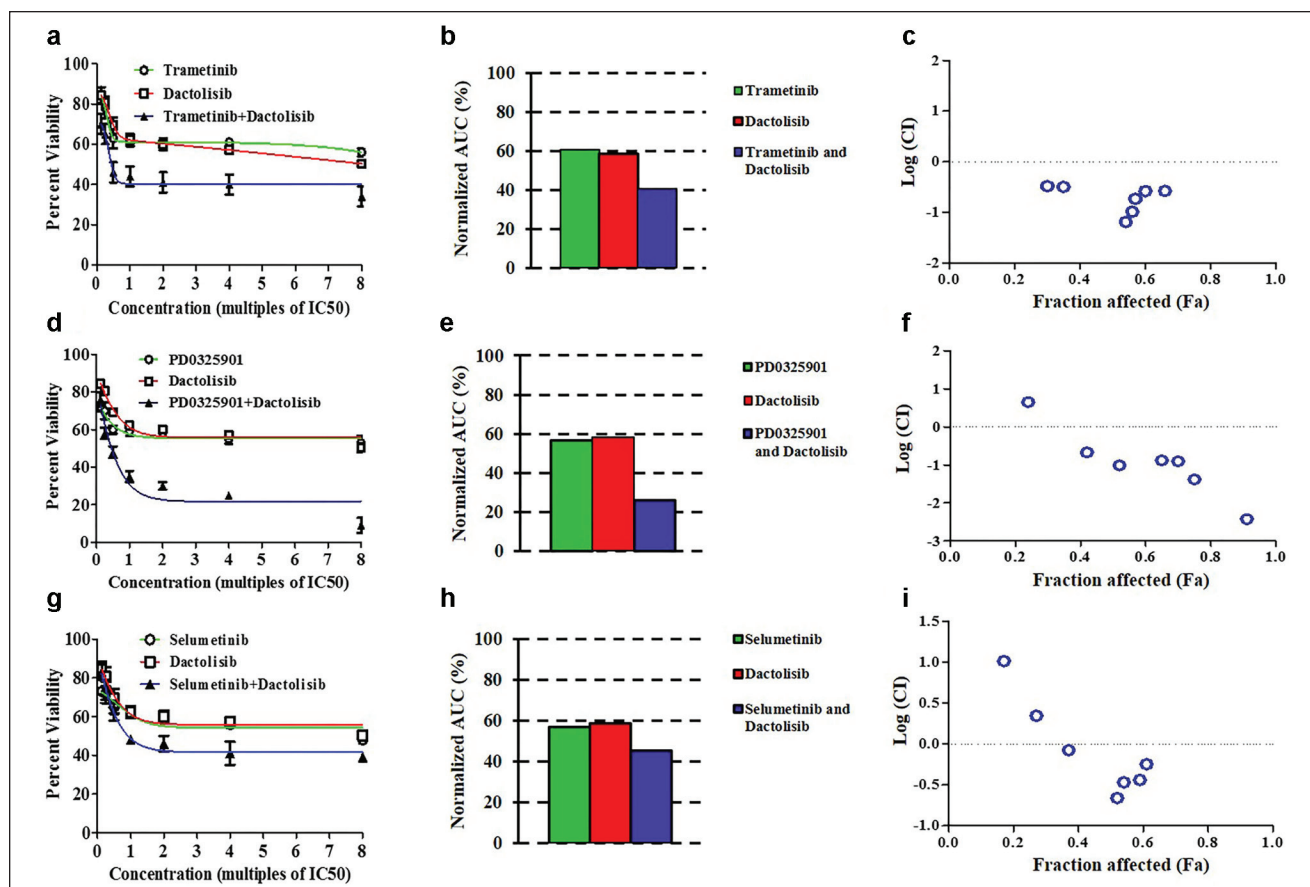 a
100
80
60
40
20
0
Percent Viability
Trametinib
Dactolisib
Trametinib+Dactolisib
0 1 2 3 4 5 6 7 8
Concentration (multiples of IC50)
b
100
80
60
40
20
0
Normalized AUC (%)
Trametinib
Dactolisib
Trametinib and
Dactolisib
c
2
1
0
-1
-2
Log (CI)
0.0 0.2 0.4 0.6 0.8 1.0
Fraction affected (Fa)
d
100
80
60
40
20
0
Percent Viability
PD0325901
Dactolisib
PD0325901+Dactolisib
0 1 2 3 4 5 6 7 8
Concentration (multiples of IC50)
e
100
80
60
40
20
0
Normalized AUC (%)
PD0325901
Dactolisib
PD0325901
and Dactolisib
f
2
1
0
-1
-2
-3
Log (CI)
0.0 0.2 0.4 0.6 0.8 1.0
Fraction affected (Fa)
g
100
80
60
40
20
0
Percent Viability
Selumetinib
Dactolisib
Selumetinib+Dactolisib
0 1 2 3 4 5 6 7 8
Concentration (multiples of IC50)
h
100
80
60
40
20
0
Normalized AUC (%)
Selumetinib
Dactolisib
Selumetinib and
Dactolisib
i
1.5
1.0
0.5
0.0
-0.5
-1.0
Log (CI)
0.0 0.2 0.4 0.6 0.8 1.0
Fraction affected (Fa)